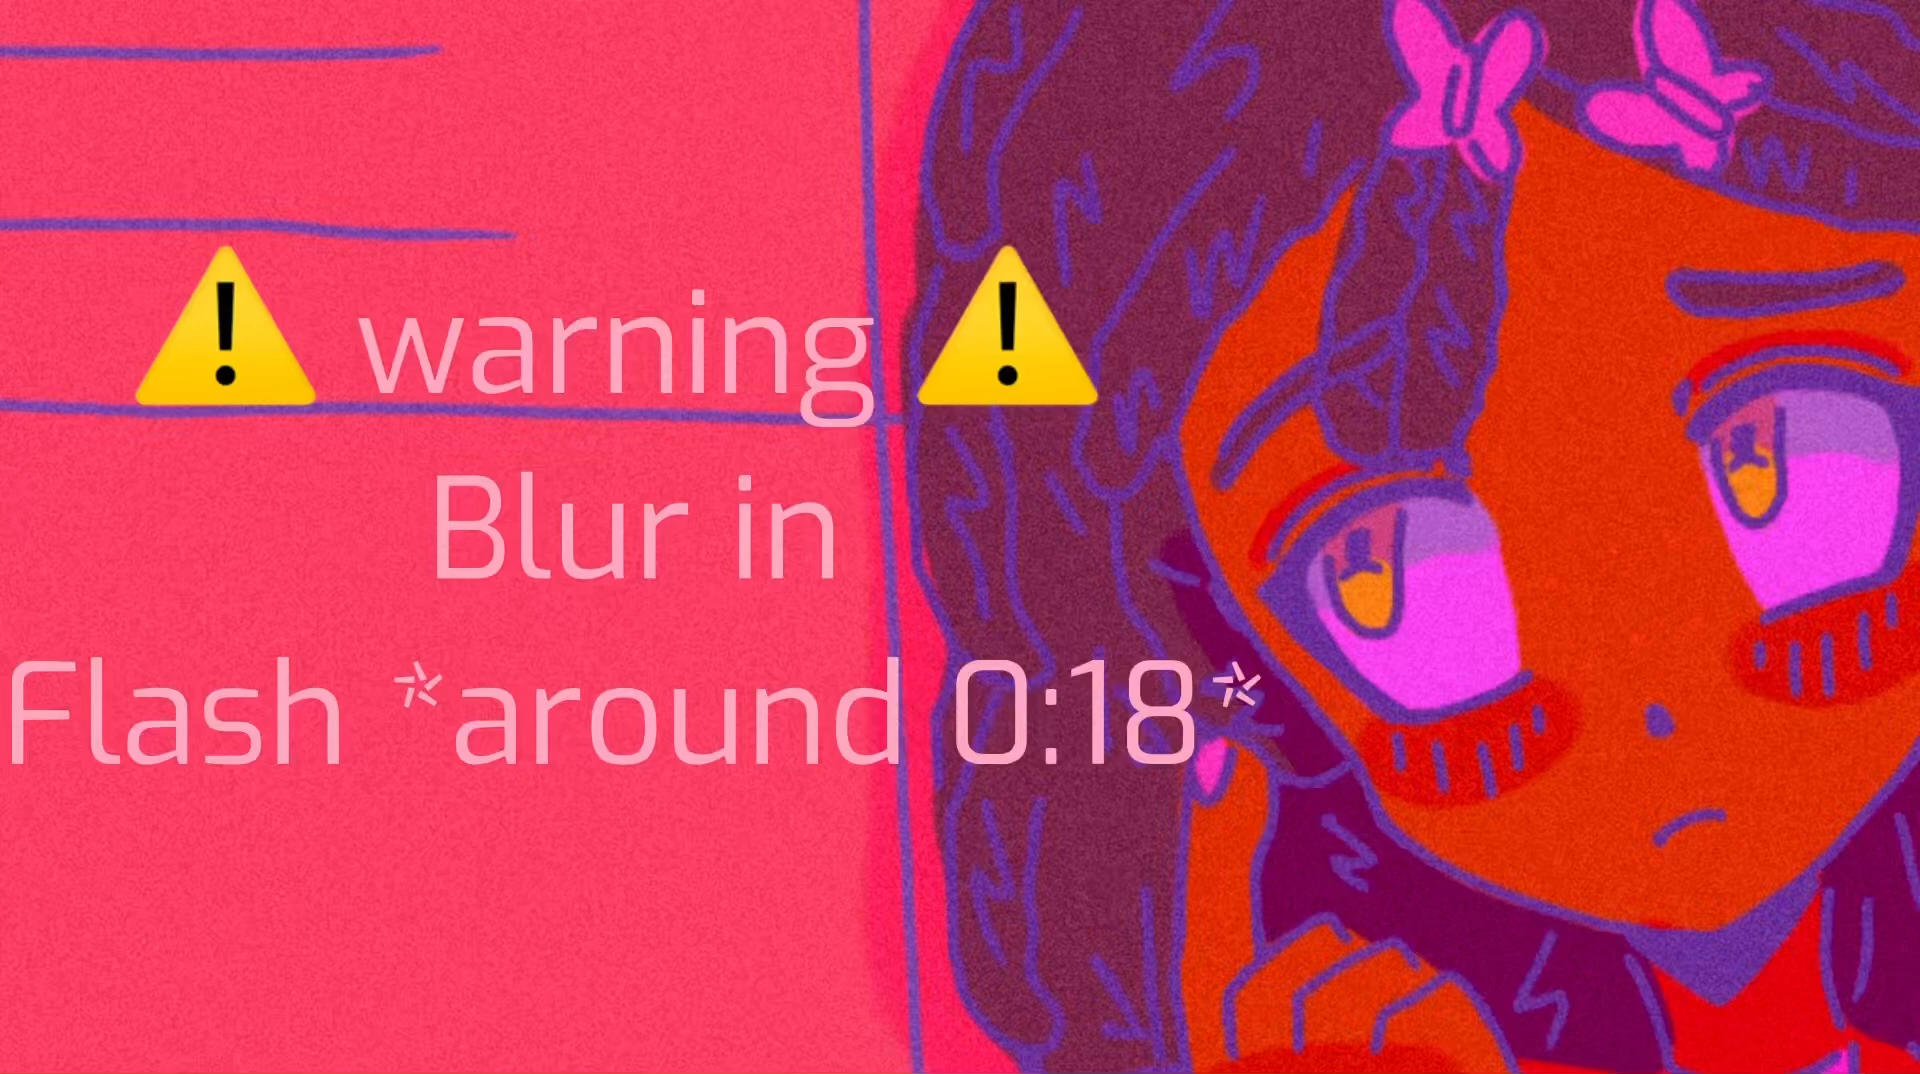 ⚠️ warning ⚠️
Blur in
Flash *around 0:18*